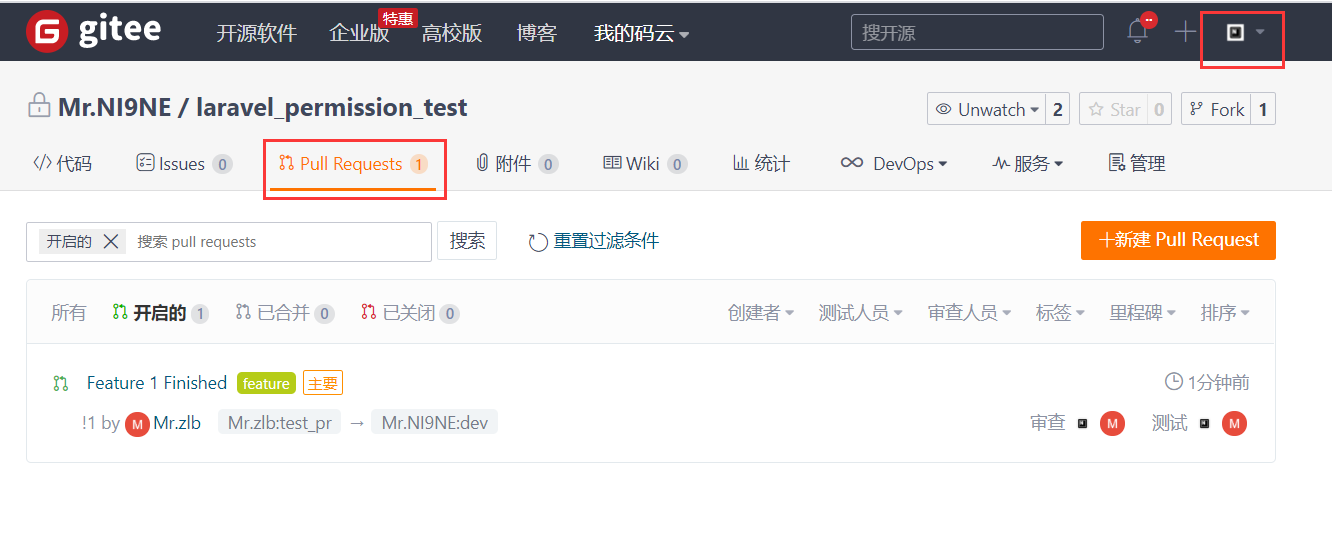 特惠
gitee 开源软件 企业版 高校版 博客 我的码云 搜开源
Mr.NI9NE / laravel_permission_test Unwatch 2 Star 0 Fork 1
代码 Issues 0 Pull Requests 1 附件 0 Wiki 0 统计 DevOps 服务 管理
开启的 搜索 pull requests 搜索 重置过滤条件 +新建 Pull Request
所有 开启的 1 已合并 0 已关闭 0 创建者 测试人员 审查人员 标签 里程碑 排序
Feature 1 Finished feature 主要 1分钟前
!1 by M Mr.zlb Mr.zlb:test_pr → Mr.NI9NE:dev 审查 M 测试 M